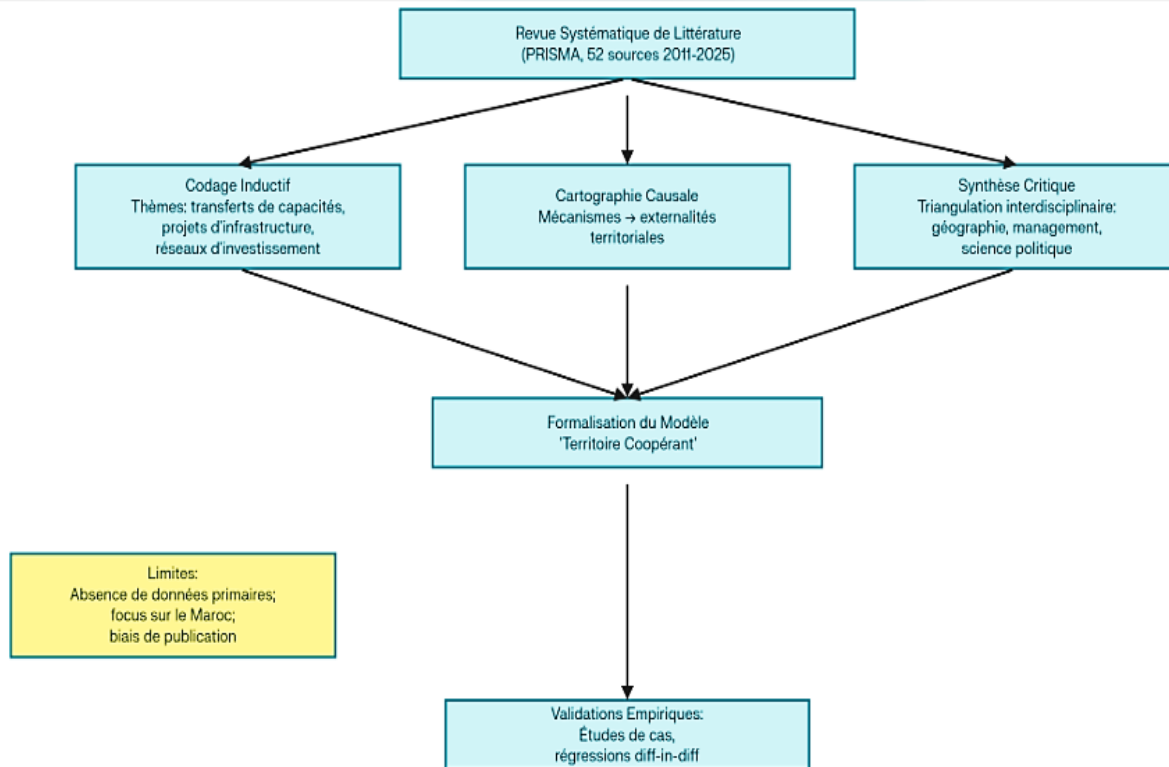 Revue Systématique de Littérature
(PRISMA, 52 sources 2011-2025)
Codage Inductif
Thèmes: transferts de capacités,
projets d'infrastructure,
réseaux d'investissement
Cartographie Causale
Mécanismes → externalités
territoriales
Synthèse Critique
Triangulation interdisciplinaire:
géographie, management,
science politique
Formalisation du Modèle
'Territoire Coopérant'
Limites:
Absence de données primaires;
focus sur le Maroc;
biais de publication
Validations Empiriques:
Études de cas,
régressions diff-in-diff